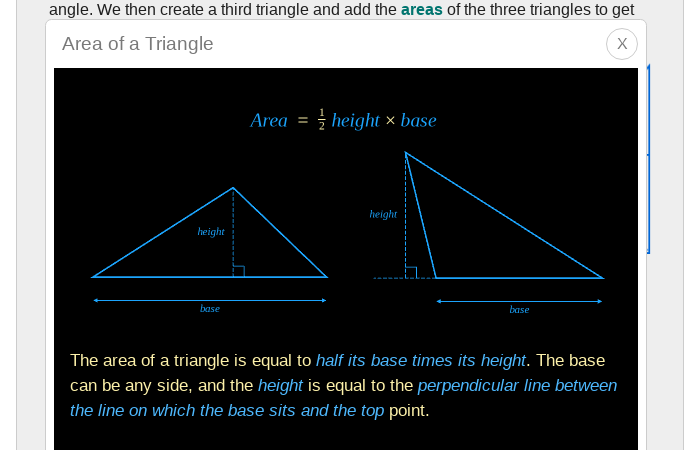 angle. We then create a third triangle and add the areas of the three triangles to get
Area of a Triangle
X
Area = 1/2 height × base
height
height
base
base
The area of a triangle is equal to half its base times its height. The base
can be any side, and the height is equal to the perpendicular line between
the line on which the base sits and the top point.